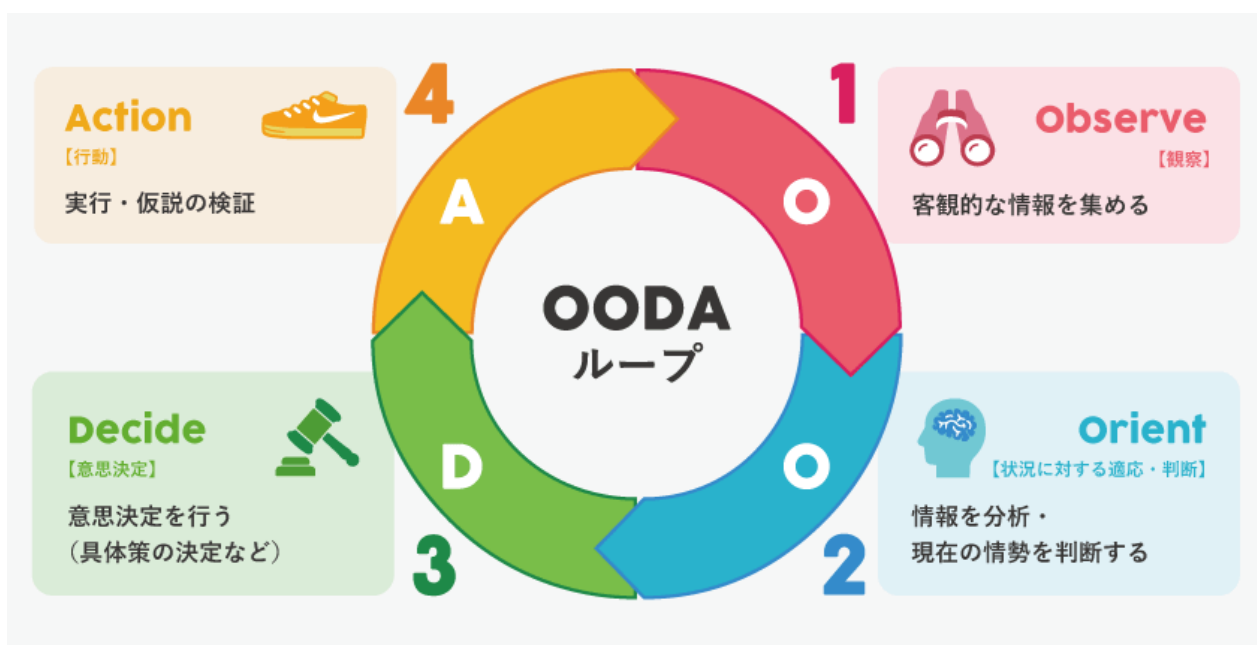 4
Action
【行動】
実行・仮説の検証
1
Observe
【観察】
客観的な情報を集める
A
O
OODA
ループ
D
O
Decide
【意思決定】
意思決定を行う
（具体策の決定など）
3
Orient
【状況に対する適応・判断】
情報を分析・
現在の情勢を判断する
2